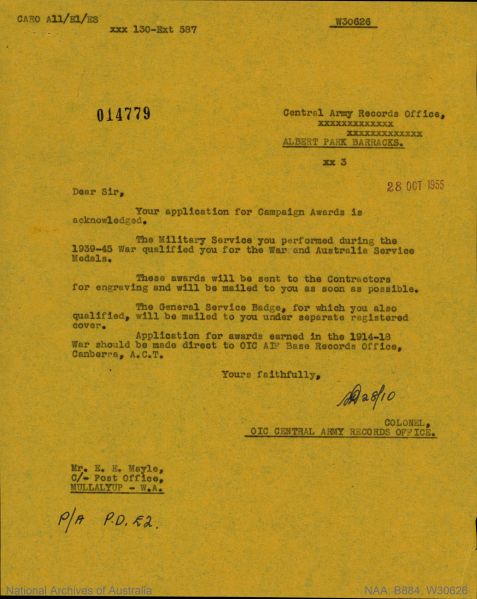 CARO A11/E1/ES
W30626
xxx 130-Ext 587
014779
Central Army Records Office,
xxxxxxxxxxxxx
xxxxxxxxxxxxx
ALBERT PARK BARRACKS.
xx 3
28 OCT 1955
Dear Sir,
Your application for Campaign Awards is
acknowledged.
The Military Service you performed during the
1939-45 War qualified you for the War and Australia Service
Medals.
These awards will be sent to the Contractors
for engraving and will be mailed to you as soon as possible.
The General Service Badge, for which you also
qualified, will be mailed to you under separate registered
cover.
Application for awards earned in the 1914-18
War should be made direct to OIC AIF Base Records Office,
Canberra, A.C.T.
Yours faithfully,
28/10
COLONEL,
OIC CENTRAL ARMY RECORDS OFFICE.
Mr. E. E. Mayle,
C/- Post Office,
MULLALYUP - W.A.
P/A P.D. £2.
National Archives of Australia
NAA: B884, W30626